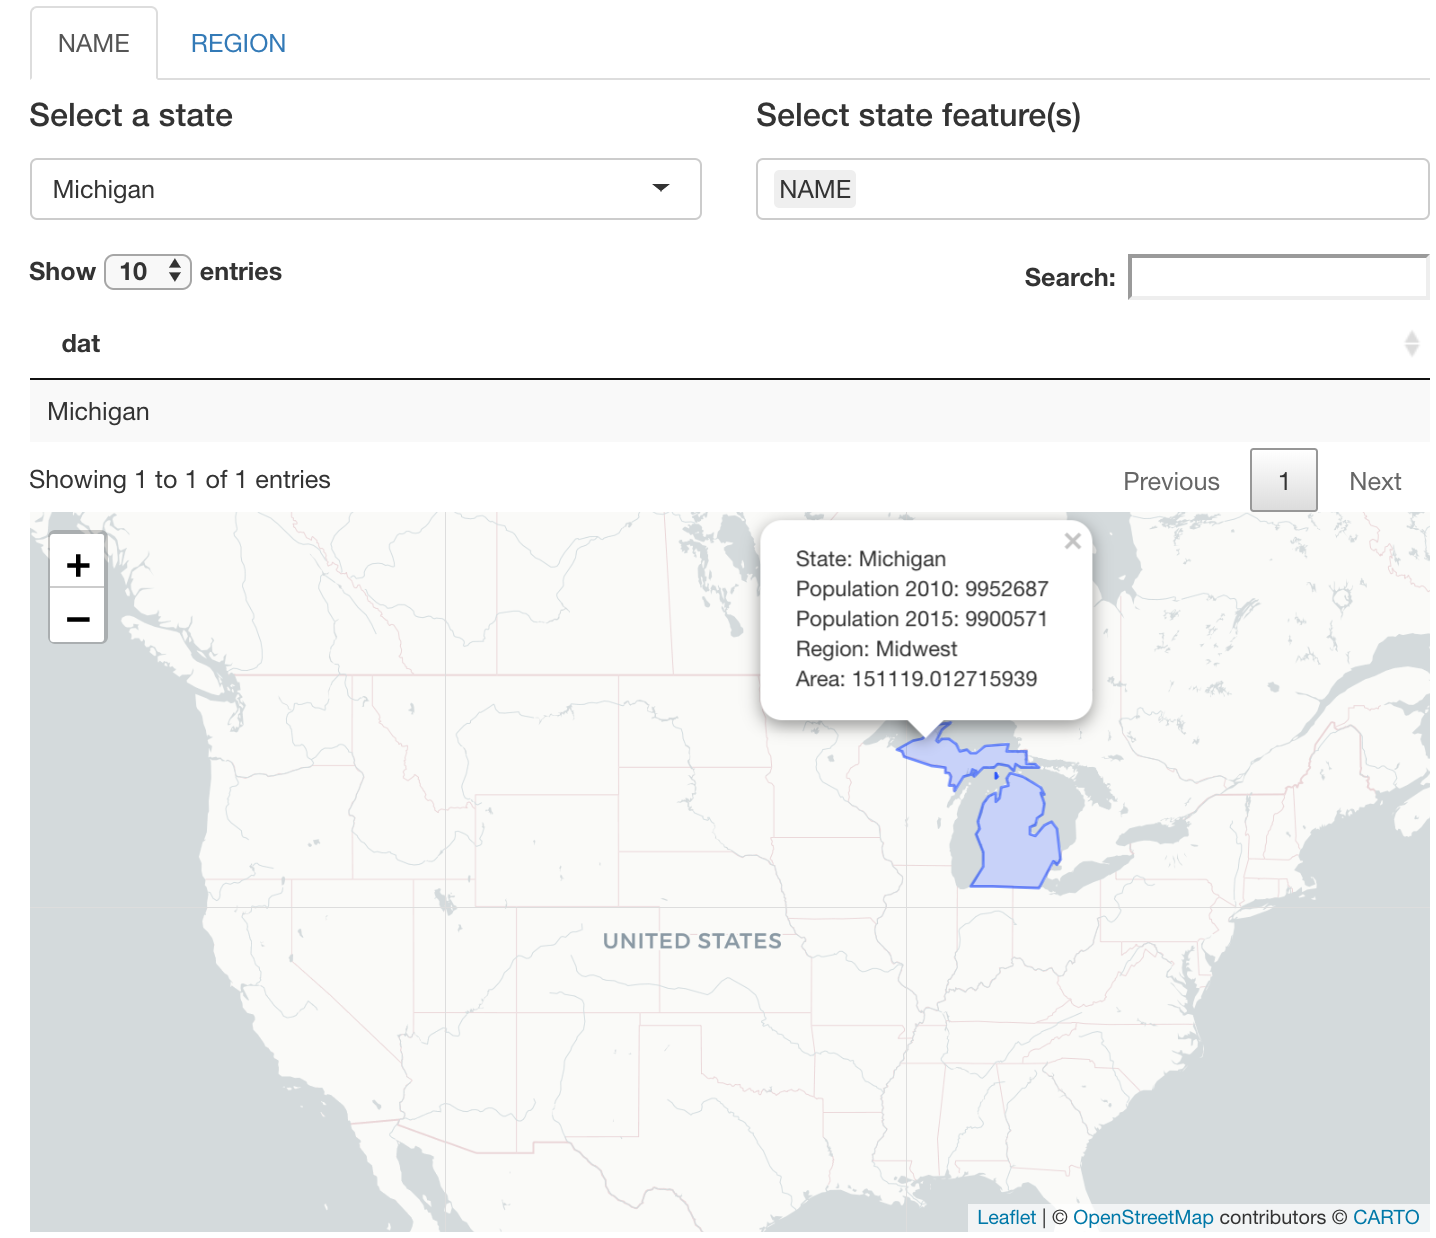 NAME REGION
Select a state Select state feature(s)
Michigan NAME
Show 10 entries Search:
dat
Michigan
Showing 1 to 1 of 1 entries Previous 1 Next
+
−
×
State: Michigan
Population 2010: 9952687
Population 2015: 9900571
Region: Midwest
Area: 151119.012715939
UNITED STATES
Leaflet | © OpenStreetMap contributors © CARTO